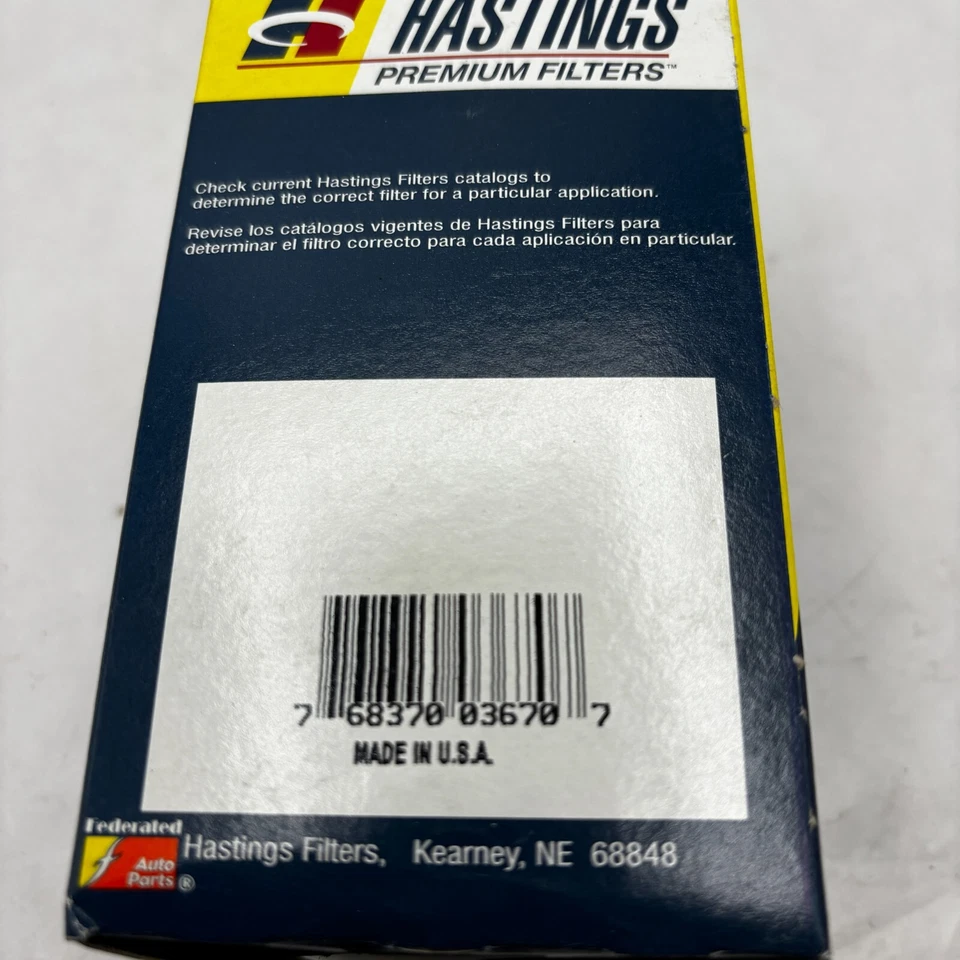 HASTINGS
PREMIUM FILTERS™
Check current Hastings Filters catalogs to
determine the correct filter for a particular application.
Revise los catálogos vigentes de Hastings Filters para
determinar el filtro correcto para cada aplicación en particular.
7 68370 03670 7
MADE IN U.S.A.
Federated
f Auto
Parts ®
Hastings Filters, Kearney, NE 68848